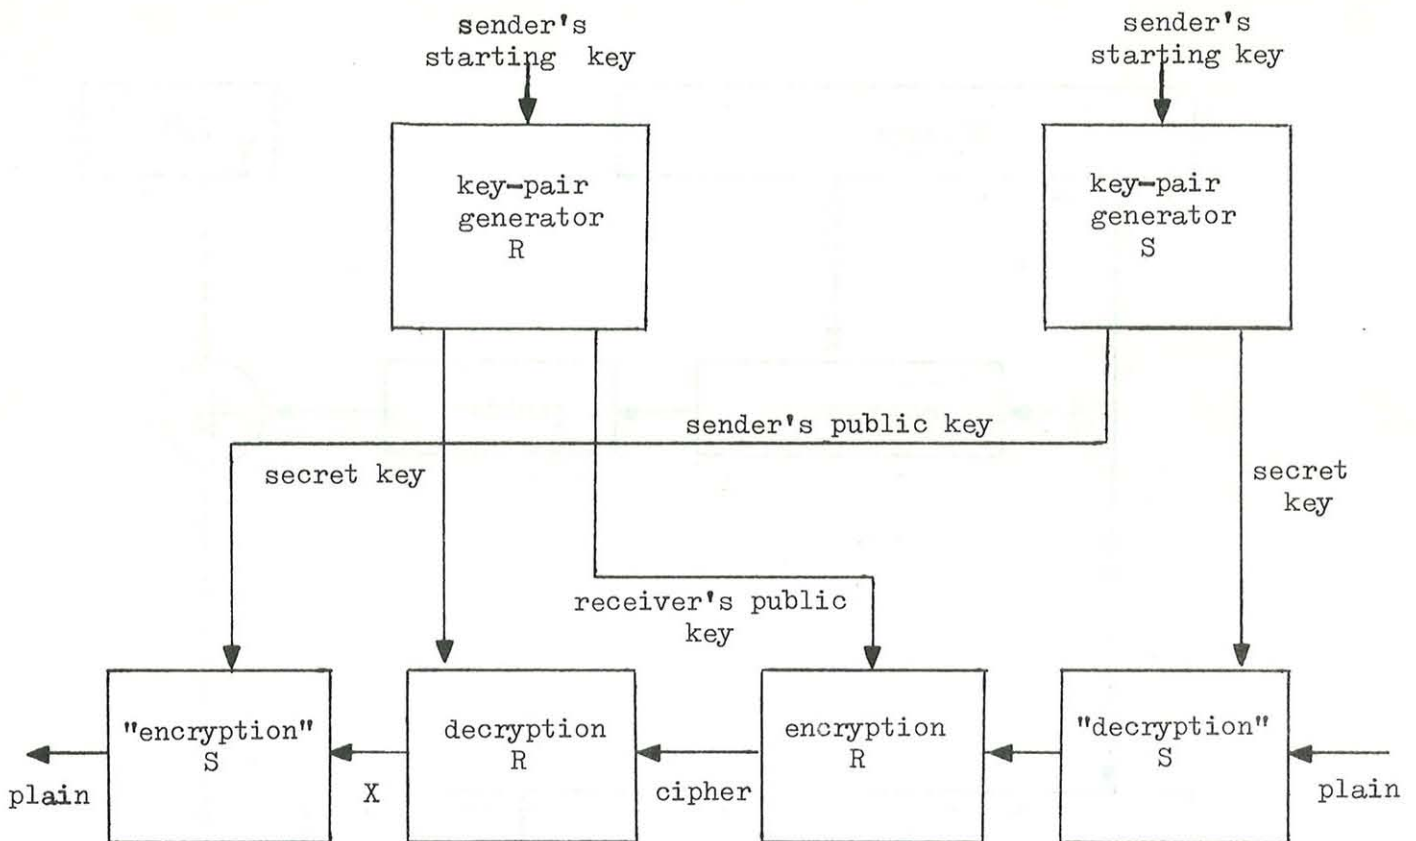 sender's
starting key
sender's
starting key
key-pair
generator
R
key-pair
generator
S
sender's public key
secret key
secret
key
receiver's public
key
"encryption"
S
decryption
R
encryption
R
"decryption"
S
plain
X
cipher
plain